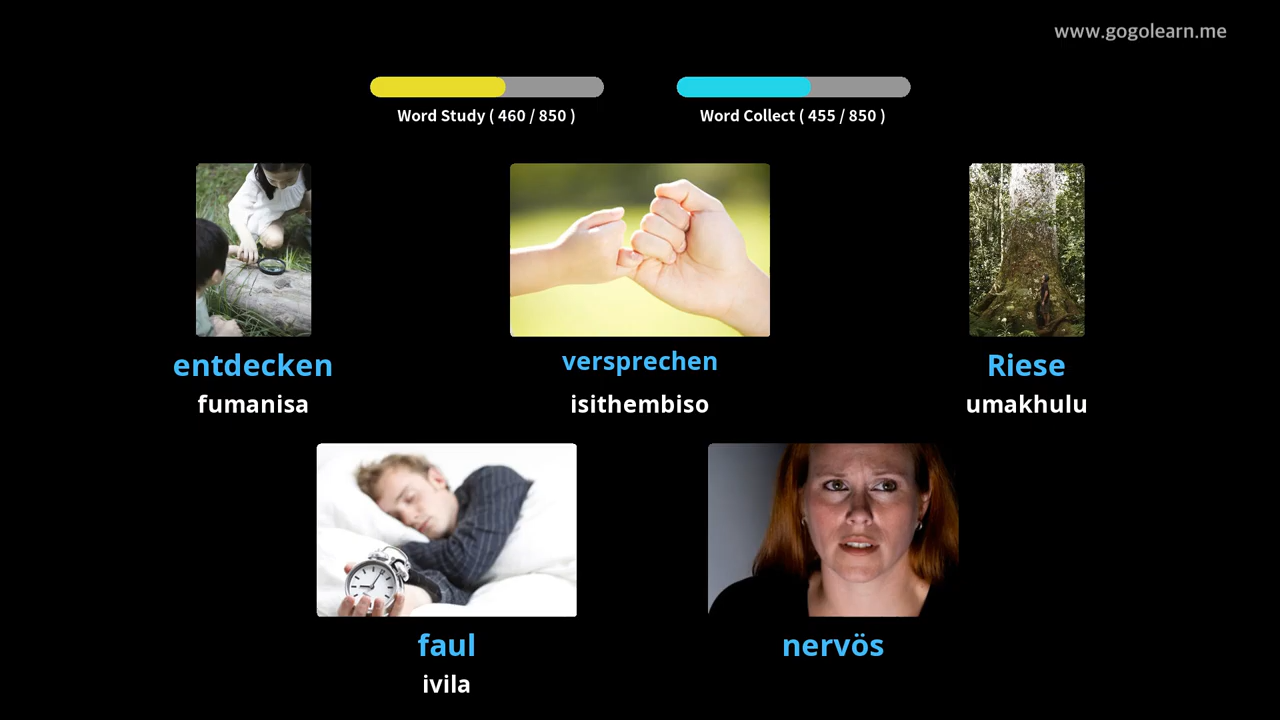 www.gogolearn.me
Word Study ( 460 / 850 )
Word Collect ( 455 / 850 )
entdecken
fumanisa
versprechen
isithembiso
Riese
umakhulu
faul
ivila
nervös